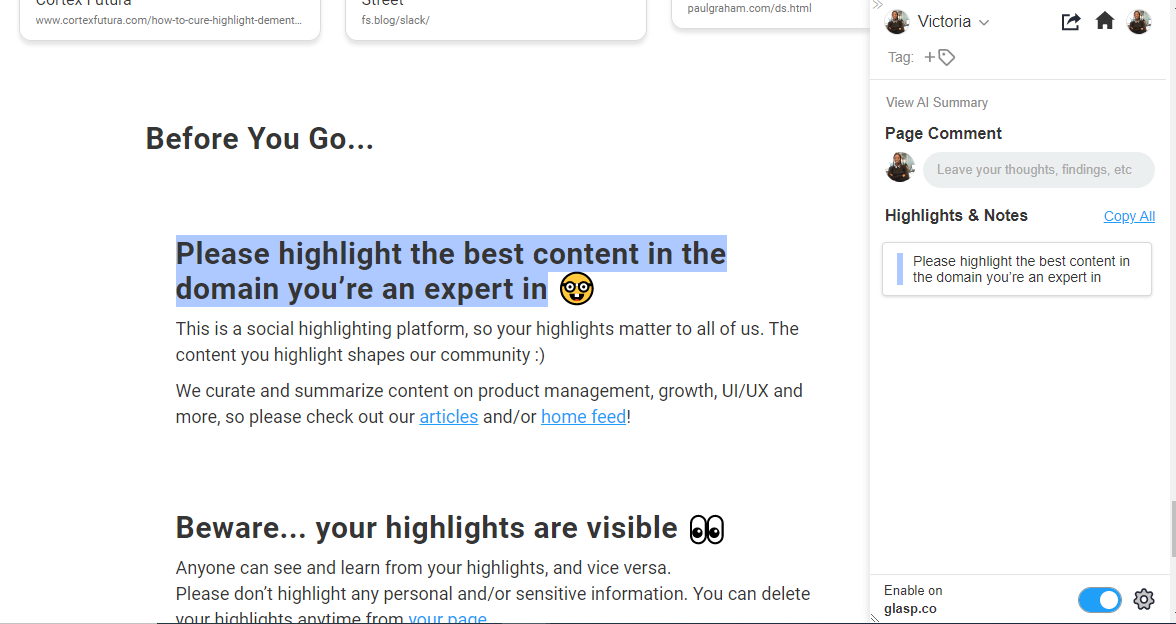 Cortex Futura
www.cortexfutura.com/how-to-cure-highlight-dement...
Street
fs.blog/slack/
paulgraham.com/ds.html
Before You Go...
Please highlight the best content in the
domain you’re an expert in 🤓
This is a social highlighting platform, so your highlights matter to all of us. The
content you highlight shapes our community :)
We curate and summarize content on product management, growth, UI/UX and
more, so please check out our articles and/or home feed!
Beware... your highlights are visible 👀
Anyone can see and learn from your highlights, and vice versa.
Please don’t highlight any personal and/or sensitive information. You can delete
your highlights anytime from your page.
Victoria
Tag: +
View AI Summary
Page Comment
Leave your thoughts, findings, etc
Highlights & Notes Copy All
Please highlight the best content in
the domain you’re an expert in
Enable on
glasp.co